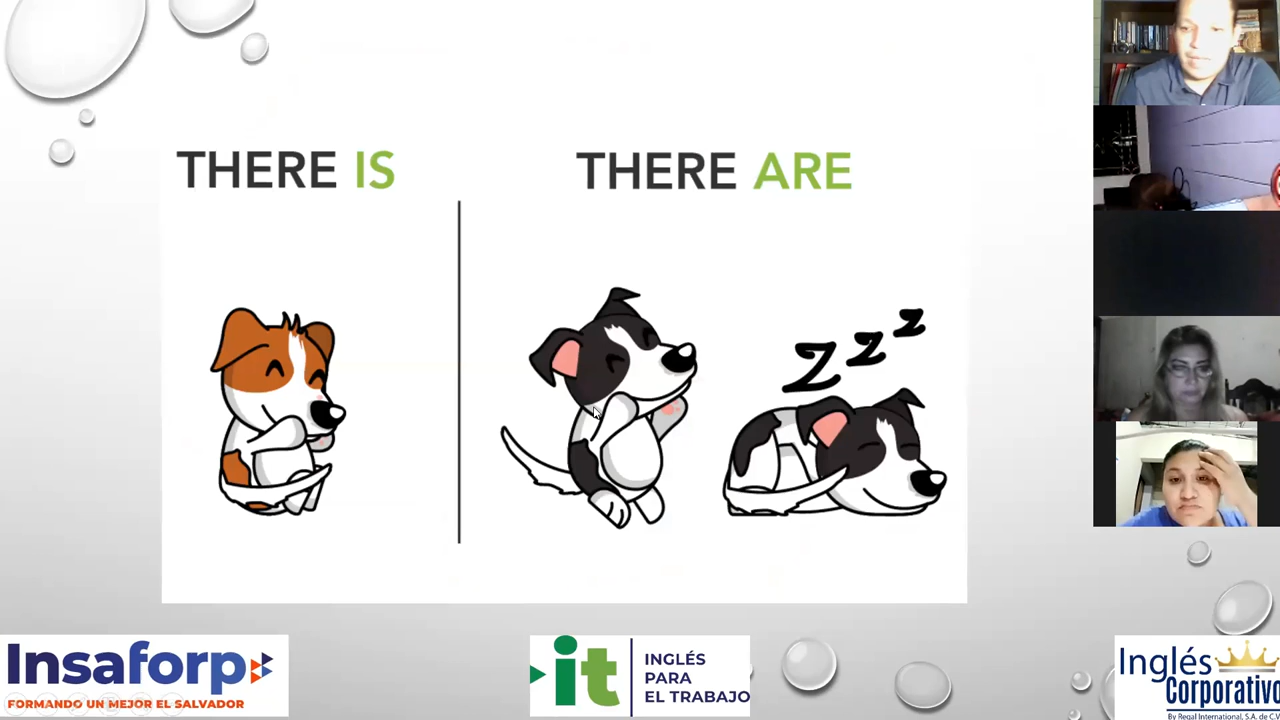 THERE IS
THERE ARE
Z z z
Insaforp
FORMANDO UN MEJOR EL SALVADOR
it
INGLÉS
PARA
EL TRABAJO
Inglés
Corporativo
By Regal International, S.A. de C.V